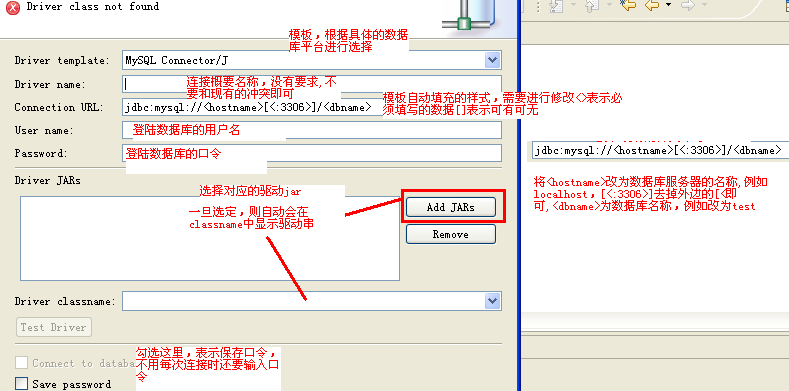 Driver class not found
模板，根据具体的数据
库平台进行选择
Driver template: MySQL Connector/J
Driver name: 连接概要名称，没有要求,不
要和现有的冲突即可
模板自动填充的样式，需要进行修改<>表示必
Connection URL: jdbc:mysql://<hostname>[<:3306>]/<dbname>
须填写的数据[]表示可有可无
User name: 登陆数据库的用户名
Password: 登陆数据库的口令
Driver JARs
选择对应的驱动jar
一旦选定，则自动会在
classname中显示驱动串
Add JARs
Remove
Driver classname:
Test Driver
Connect to databa
勾选这里，表示保存口令，
不用每次连接时还要输入口
令
Save password
jdbc:mysql://<hostname>[<:3306>]/<dbname>
将<hostname>改为数据库服务器的名称,例如
localhost，[<:3306>]去掉外边的[<即
可,<dbname>为数据库名称，例如改为test